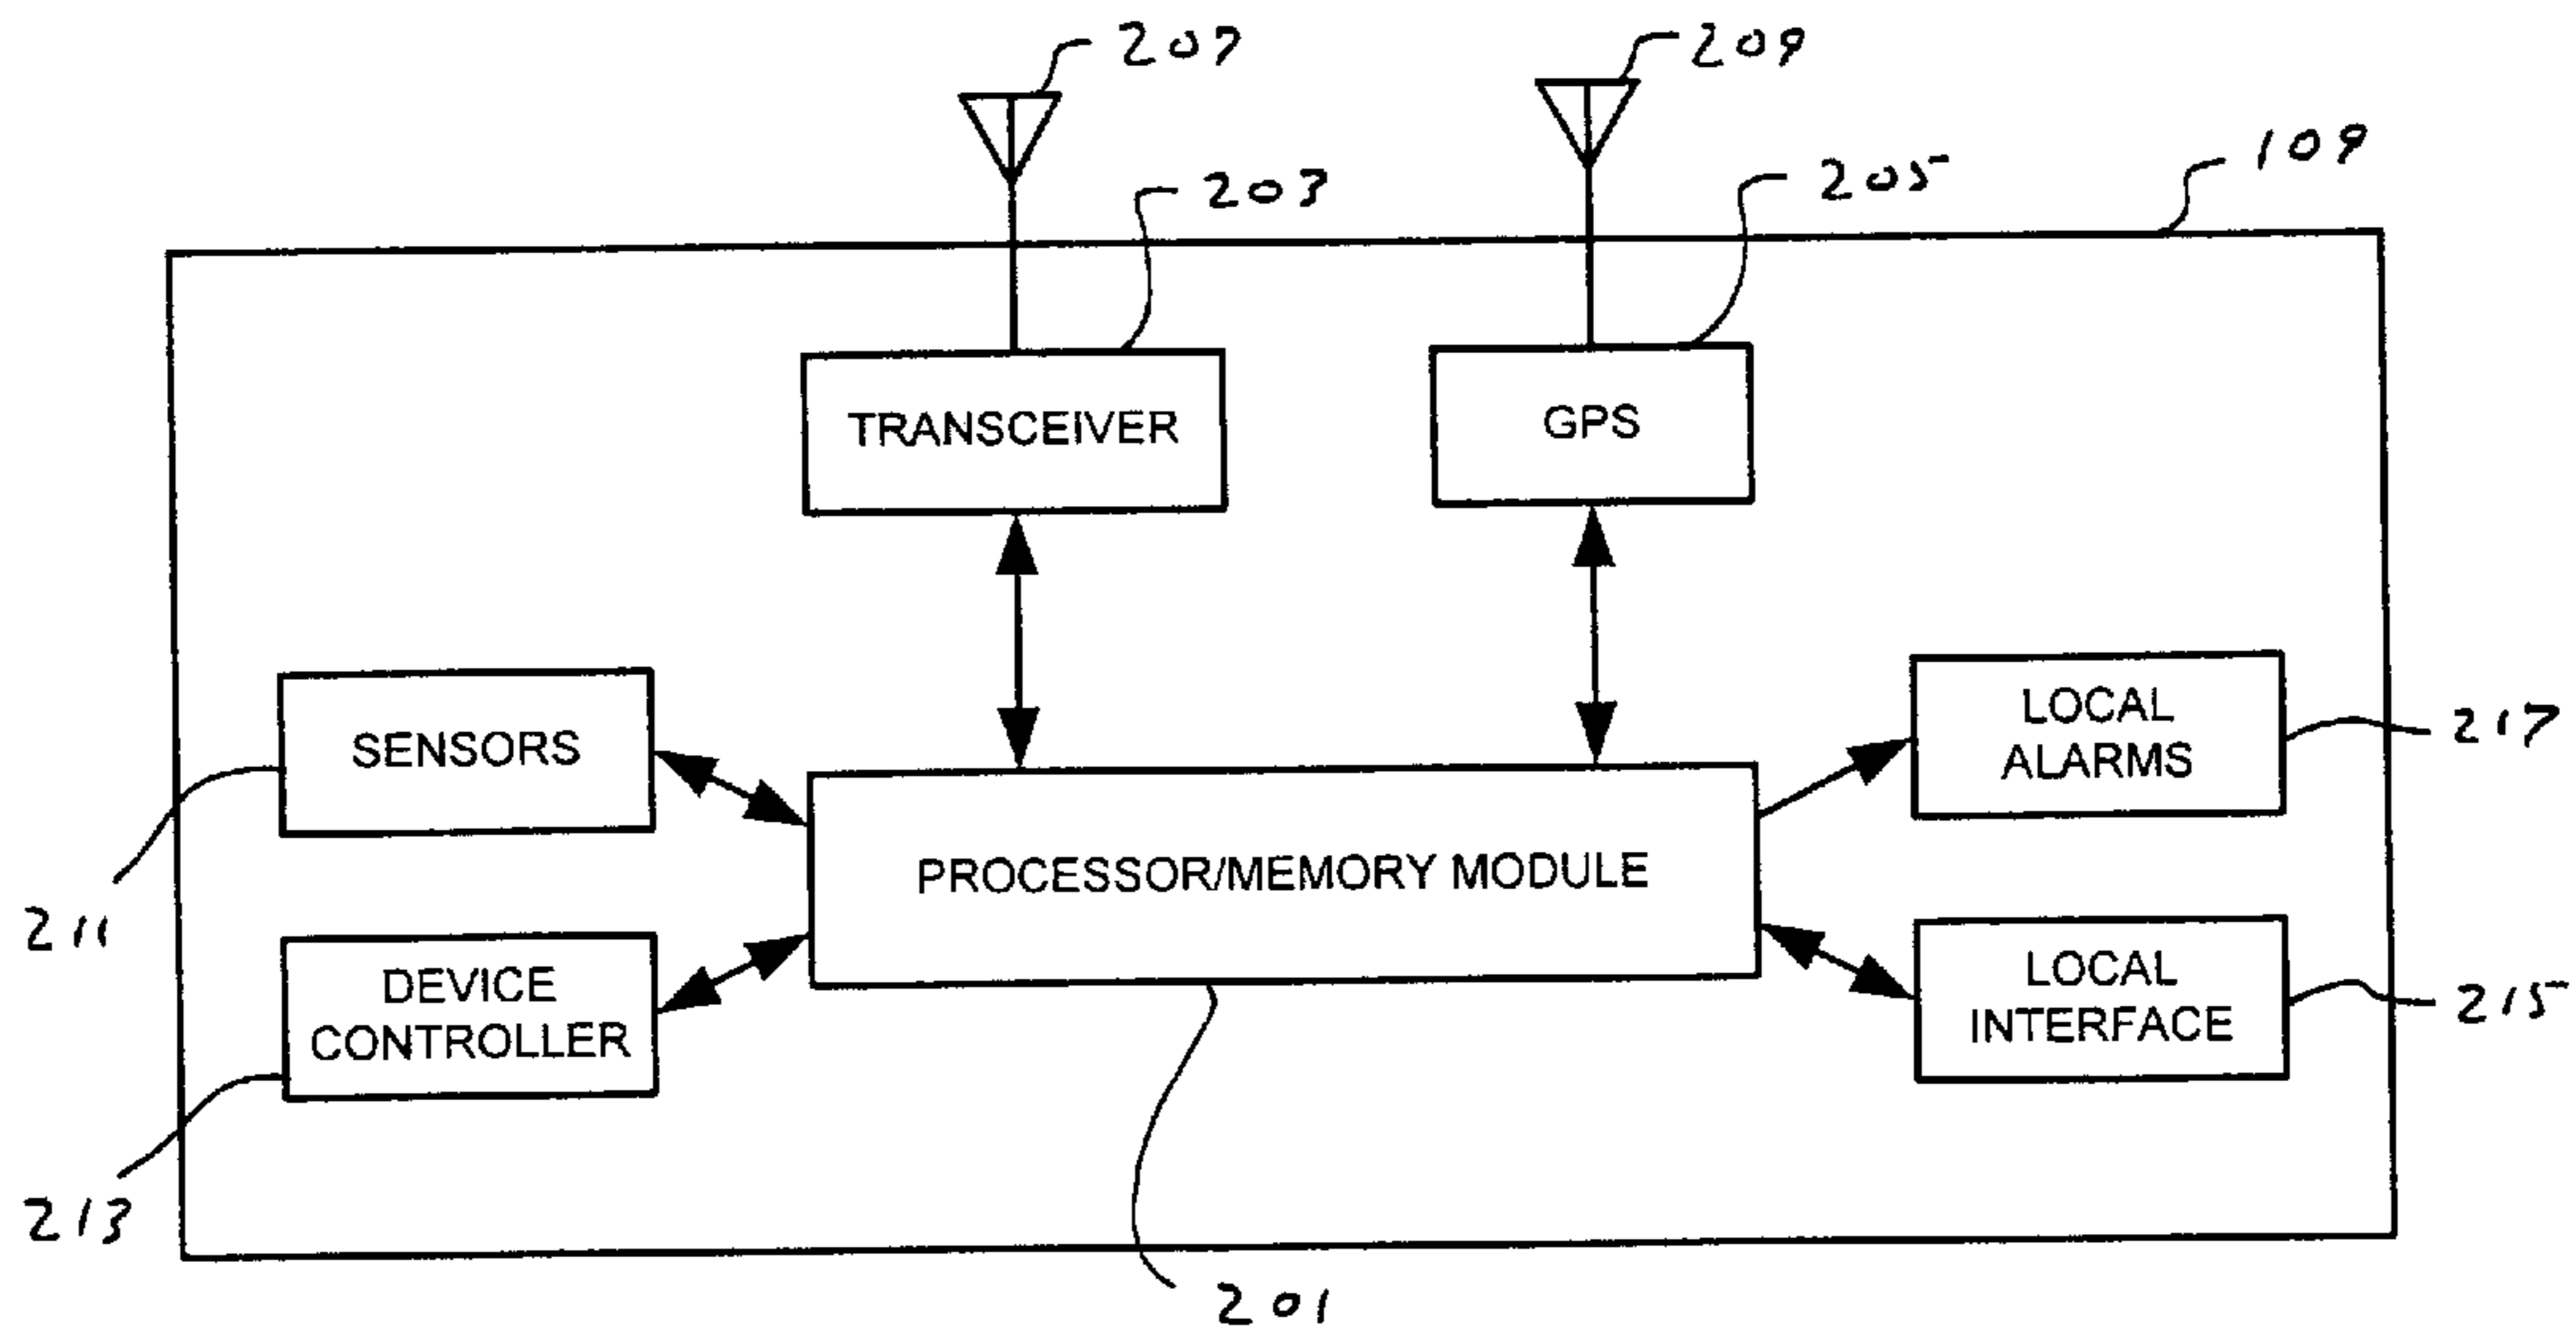 207
209
109
203
205
TRANSCEIVER
GPS
LOCAL
ALARMS
217
SENSORS
211
PROCESSOR/MEMORY MODULE
DEVICE
CONTROLLER
213
LOCAL
INTERFACE
215
201